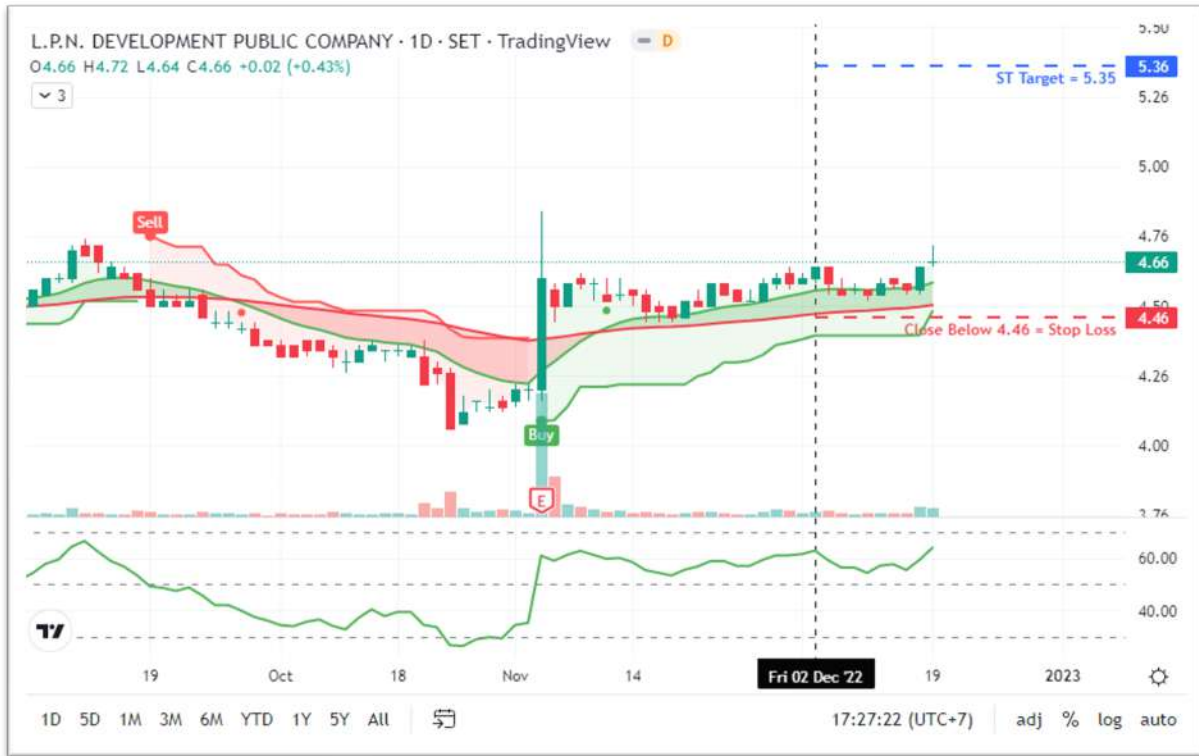 L.P.N. DEVELOPMENT PUBLIC COMPANY · 1D · SET · TradingView D
O4.66 H4.72 L4.64 C4.66 +0.02 (+0.43%)
3
5.50
5.36
ST Target = 5.35
5.26
5.00
Sell
4.76
4.66
4.50
4.46
Close Below 4.46 = Stop Loss
4.26
4.00
Buy
E
3.76
60.00
40.00
19 Oct 18 Nov 14 Fri 02 Dec '22 19 2023
1D 5D 1M 3M 6M YTD 1Y 5Y All 17:27:22 (UTC+7) adj % log auto